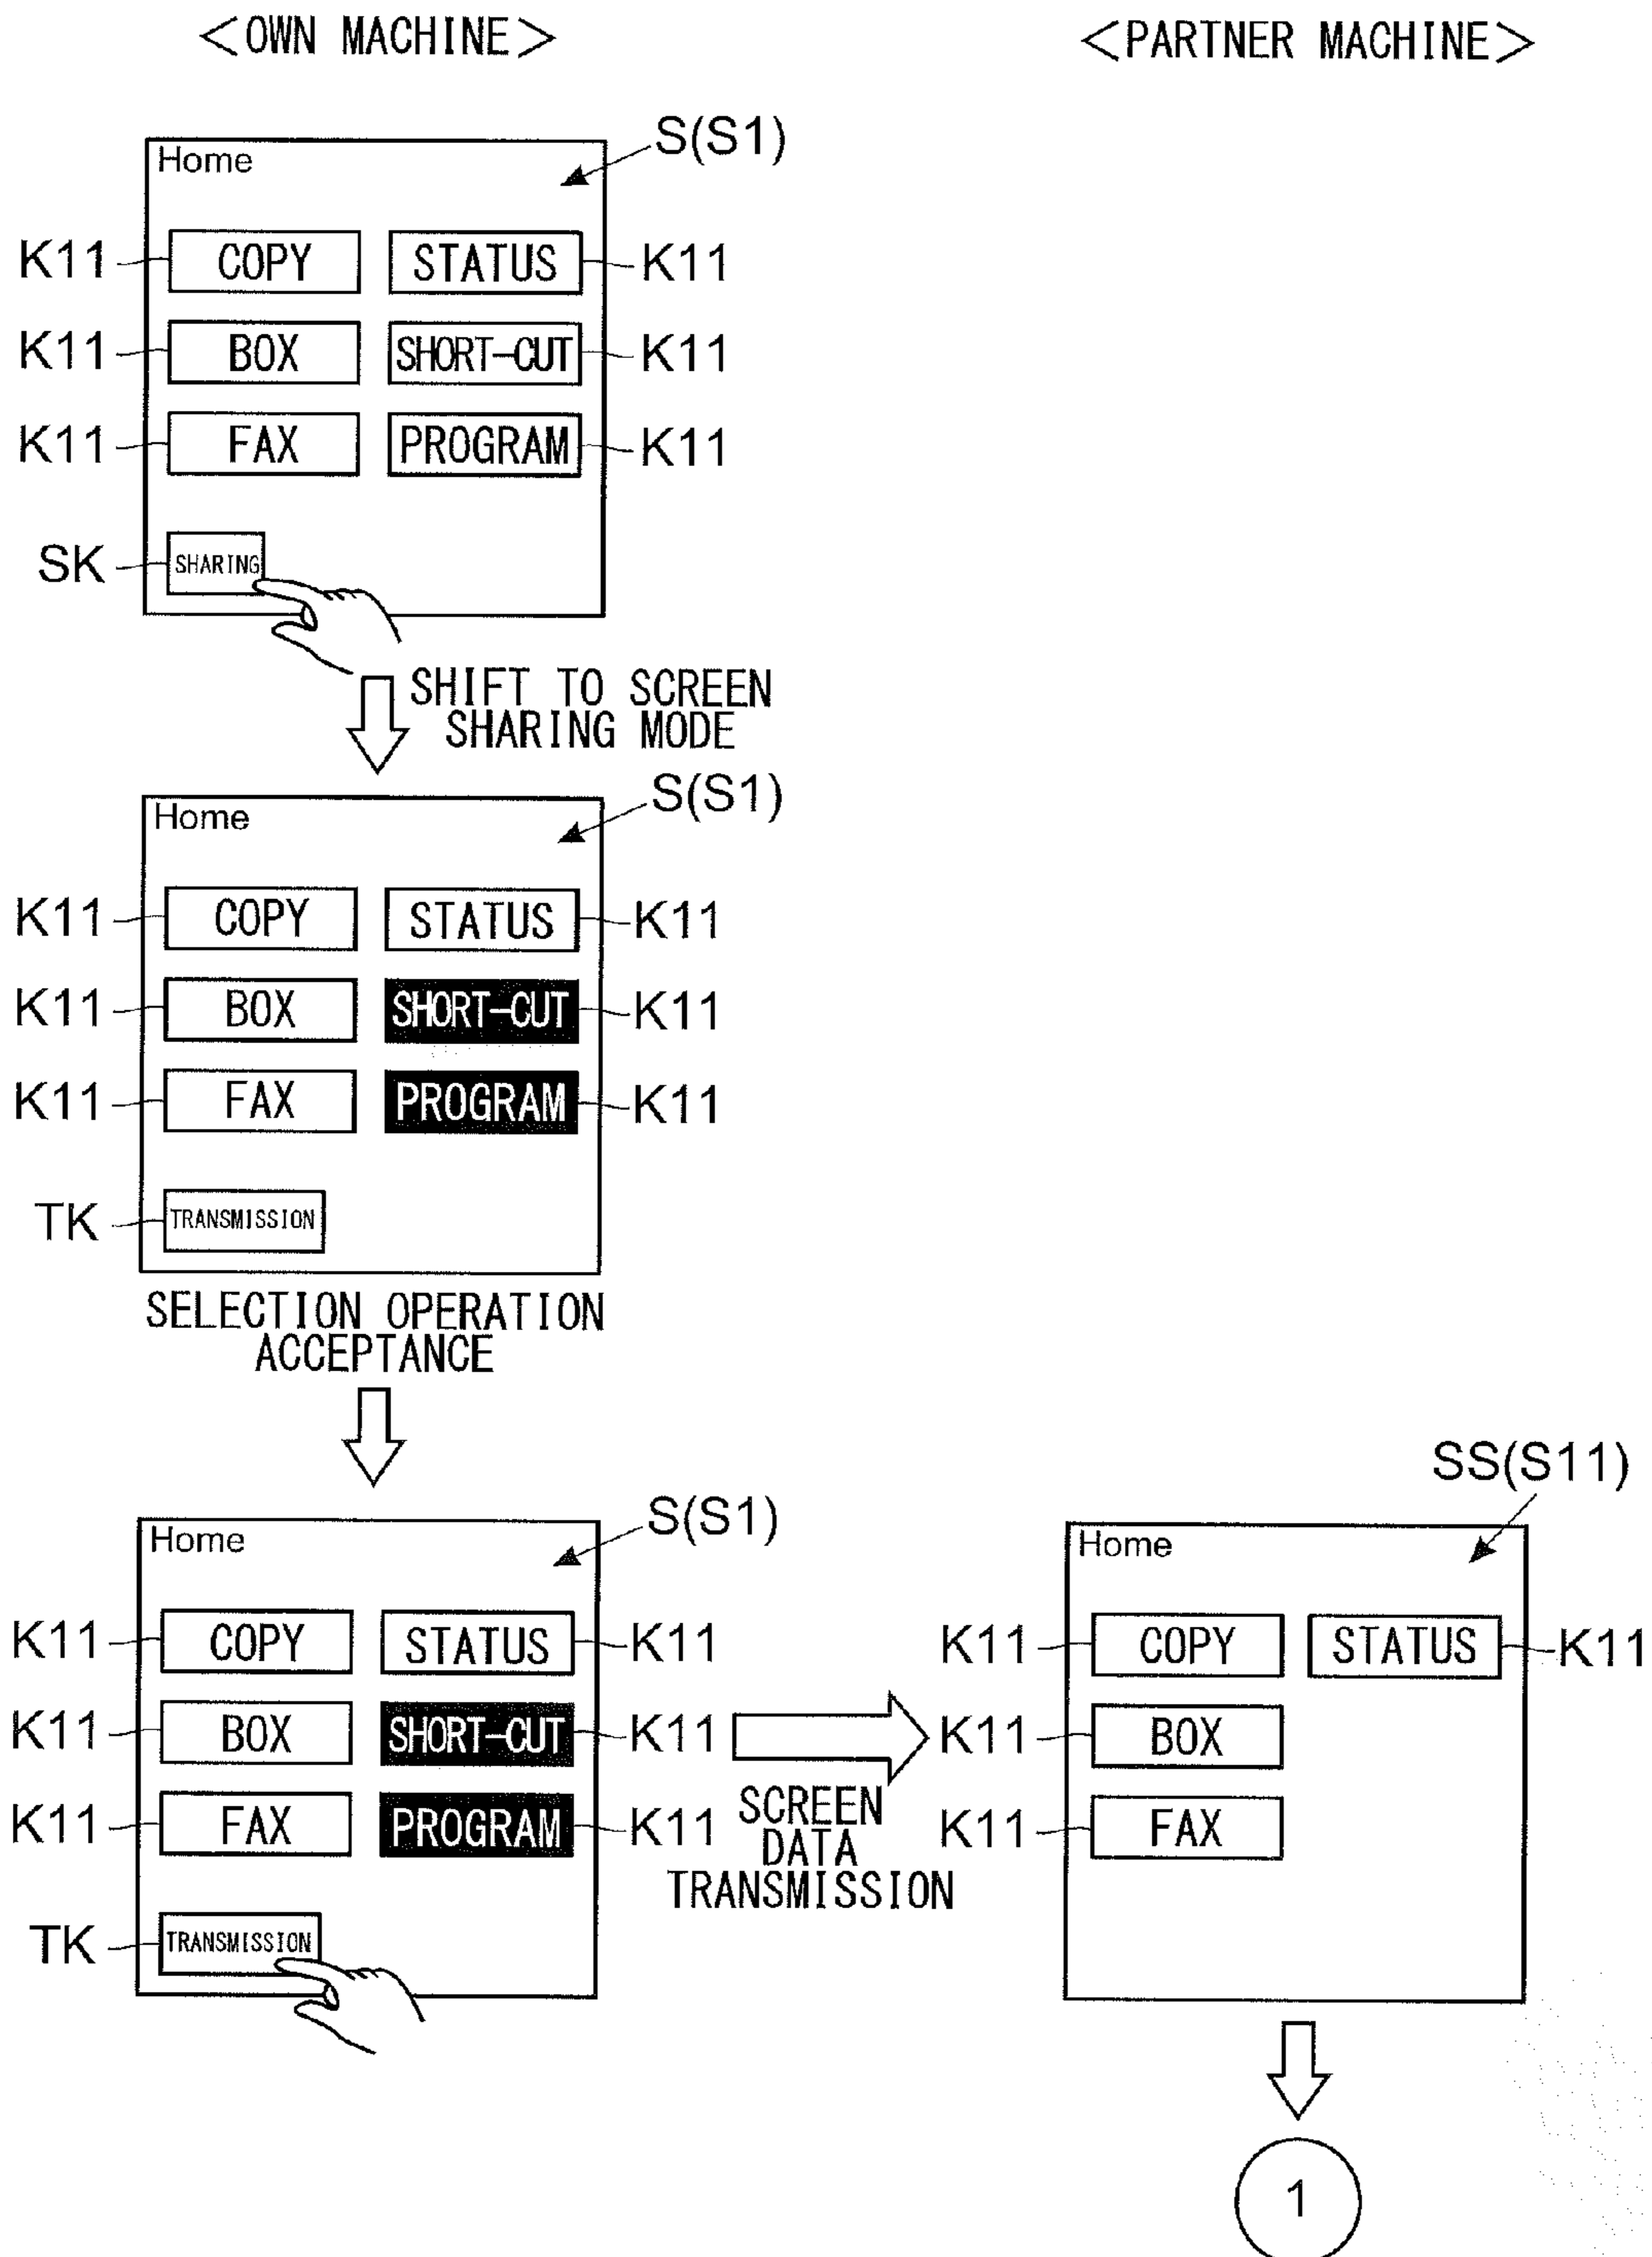 <OWN MACHINE>
<PARTNER MACHINE>
S(S1)
Home
K11 COPY STATUS K11
K11 BOX SHORT-CUT K11
K11 FAX PROGRAM K11
SK SHARING
SHIFT TO SCREEN
SHARING MODE
S(S1)
Home
K11 COPY STATUS K11
K11 BOX SHORT-CUT K11
K11 FAX PROGRAM K11
TK TRANSMISSION
SELECTION OPERATION
ACCEPTANCE
S(S1)
Home
K11 COPY STATUS K11
K11 BOX SHORT-CUT K11
K11 FAX PROGRAM K11
TK TRANSMISSION
SCREEN
DATA
TRANSMISSION
SS(S11)
Home
K11 COPY STATUS K11
K11 BOX
K11 FAX
1